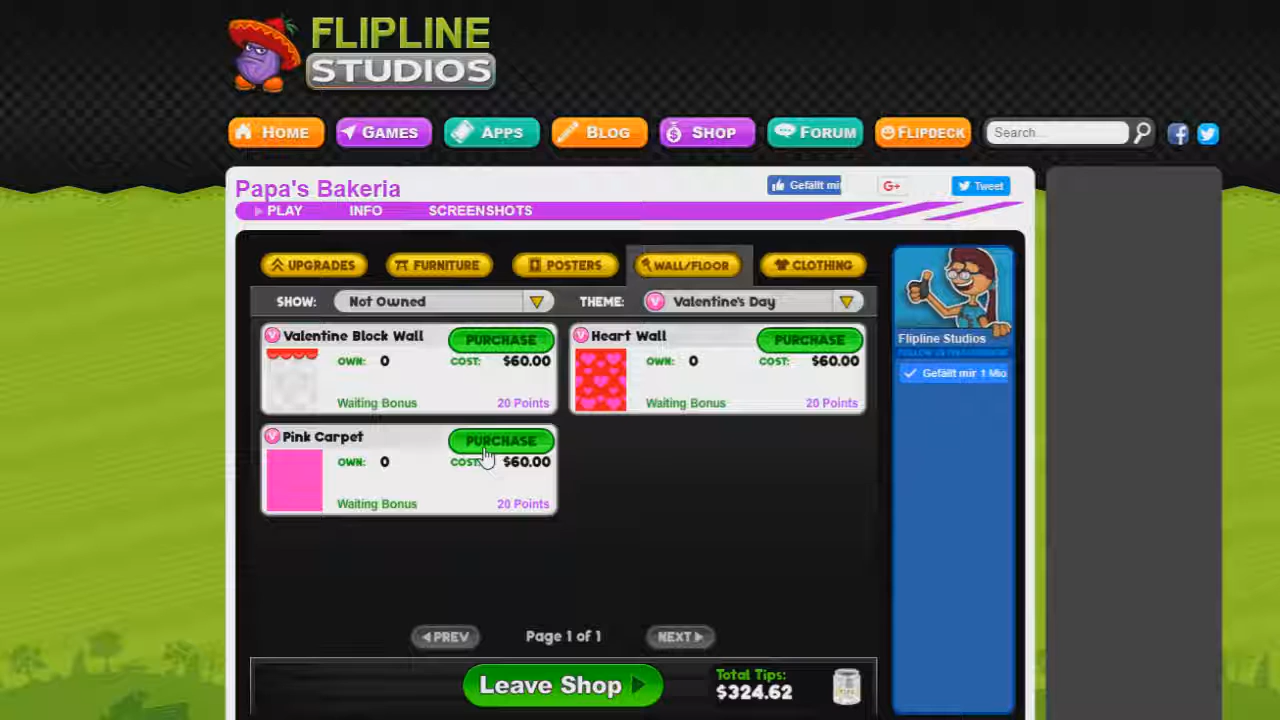 FLIPLINE
STUDIOS
HOME GAMES APPS BLOG SHOP FORUM FLIPDECK Search...
Papa's Bakeria
Gefällt mi G+ Tweet
PLAY INFO SCREENSHOTS
UPGRADES FURNITURE POSTERS WALL/FLOOR CLOTHING
SHOW: Not Owned THEME: V Valentine's Day
V Valentine Block Wall PURCHASE
OWN: 0 COST: $60.00
Waiting Bonus 20 Points
V Heart Wall PURCHASE
OWN: 0 COST: $60.00
Waiting Bonus 20 Points
V Pink Carpet PURCHASE
OWN: 0 COST: $60.00
Waiting Bonus 20 Points
Flipline Studios
Gefällt mir 1 Mio
PREV Page 1 of 1 NEXT
Leave Shop
Total Tips:
$324.62